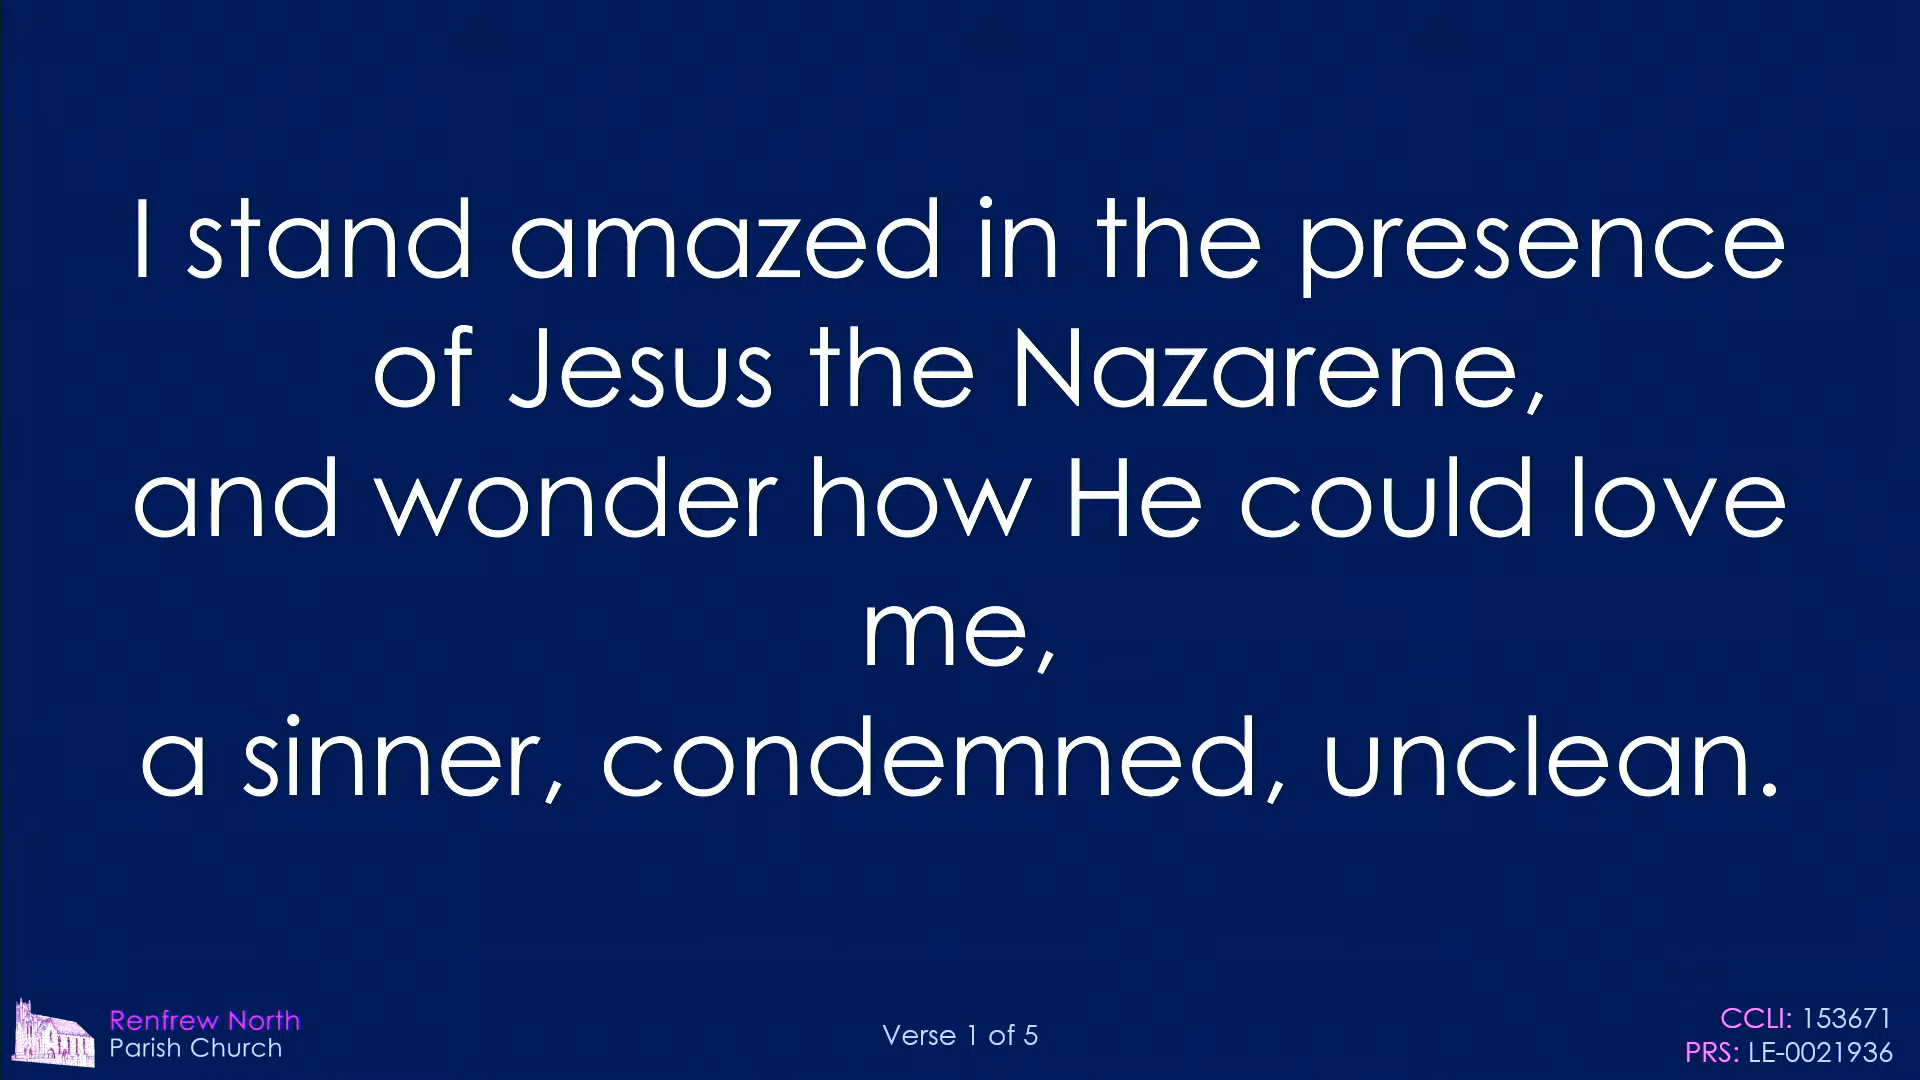 I stand amazed in the presence
of Jesus the Nazarene,
and wonder how He could love
me,
a sinner, condemned, unclean.
Renfrew North
Parish Church
Verse 1 of 5
CCLI: 153671
PRS: LE-0021936